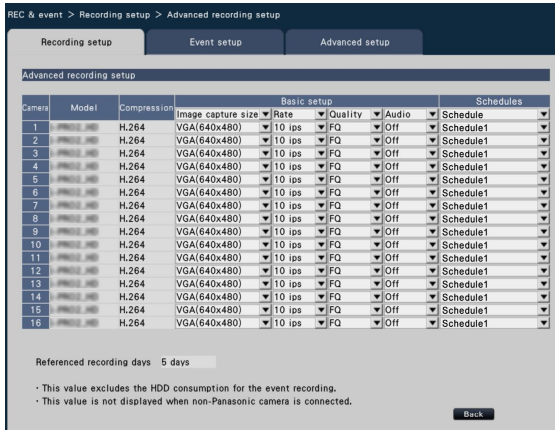 REC & event > Recording setup > Advanced recording setup
Recording setup Event setup Advanced setup
Advanced recording setup
Camera Model Compression Basic setup Schedules
Image capture size Rate Quality Audio Schedule
1 H.264 VGA(640x480) 10 ips FQ Off Schedule1
2 H.264 VGA(640x480) 10 ips FQ Off Schedule1
3 H.264 VGA(640x480) 10 ips FQ Off Schedule1
4 H.264 VGA(640x480) 10 ips FQ Off Schedule1
5 H.264 VGA(640x480) 10 ips FQ Off Schedule1
6 H.264 VGA(640x480) 10 ips FQ Off Schedule1
7 H.264 VGA(640x480) 10 ips FQ Off Schedule1
8 H.264 VGA(640x480) 10 ips FQ Off Schedule1
9 H.264 VGA(640x480) 10 ips FQ Off Schedule1
10 H.264 VGA(640x480) 10 ips FQ Off Schedule1
11 H.264 VGA(640x480) 10 ips FQ Off Schedule1
12 H.264 VGA(640x480) 10 ips FQ Off Schedule1
13 H.264 VGA(640x480) 10 ips FQ Off Schedule1
14 H.264 VGA(640x480) 10 ips FQ Off Schedule1
15 H.264 VGA(640x480) 10 ips FQ Off Schedule1
16 H.264 VGA(640x480) 10 ips FQ Off Schedule1
Referenced recording days 5 days
・This value excludes the HDD consumption for the event recording.
・This value is not displayed when non-Panasonic camera is connected.
Back